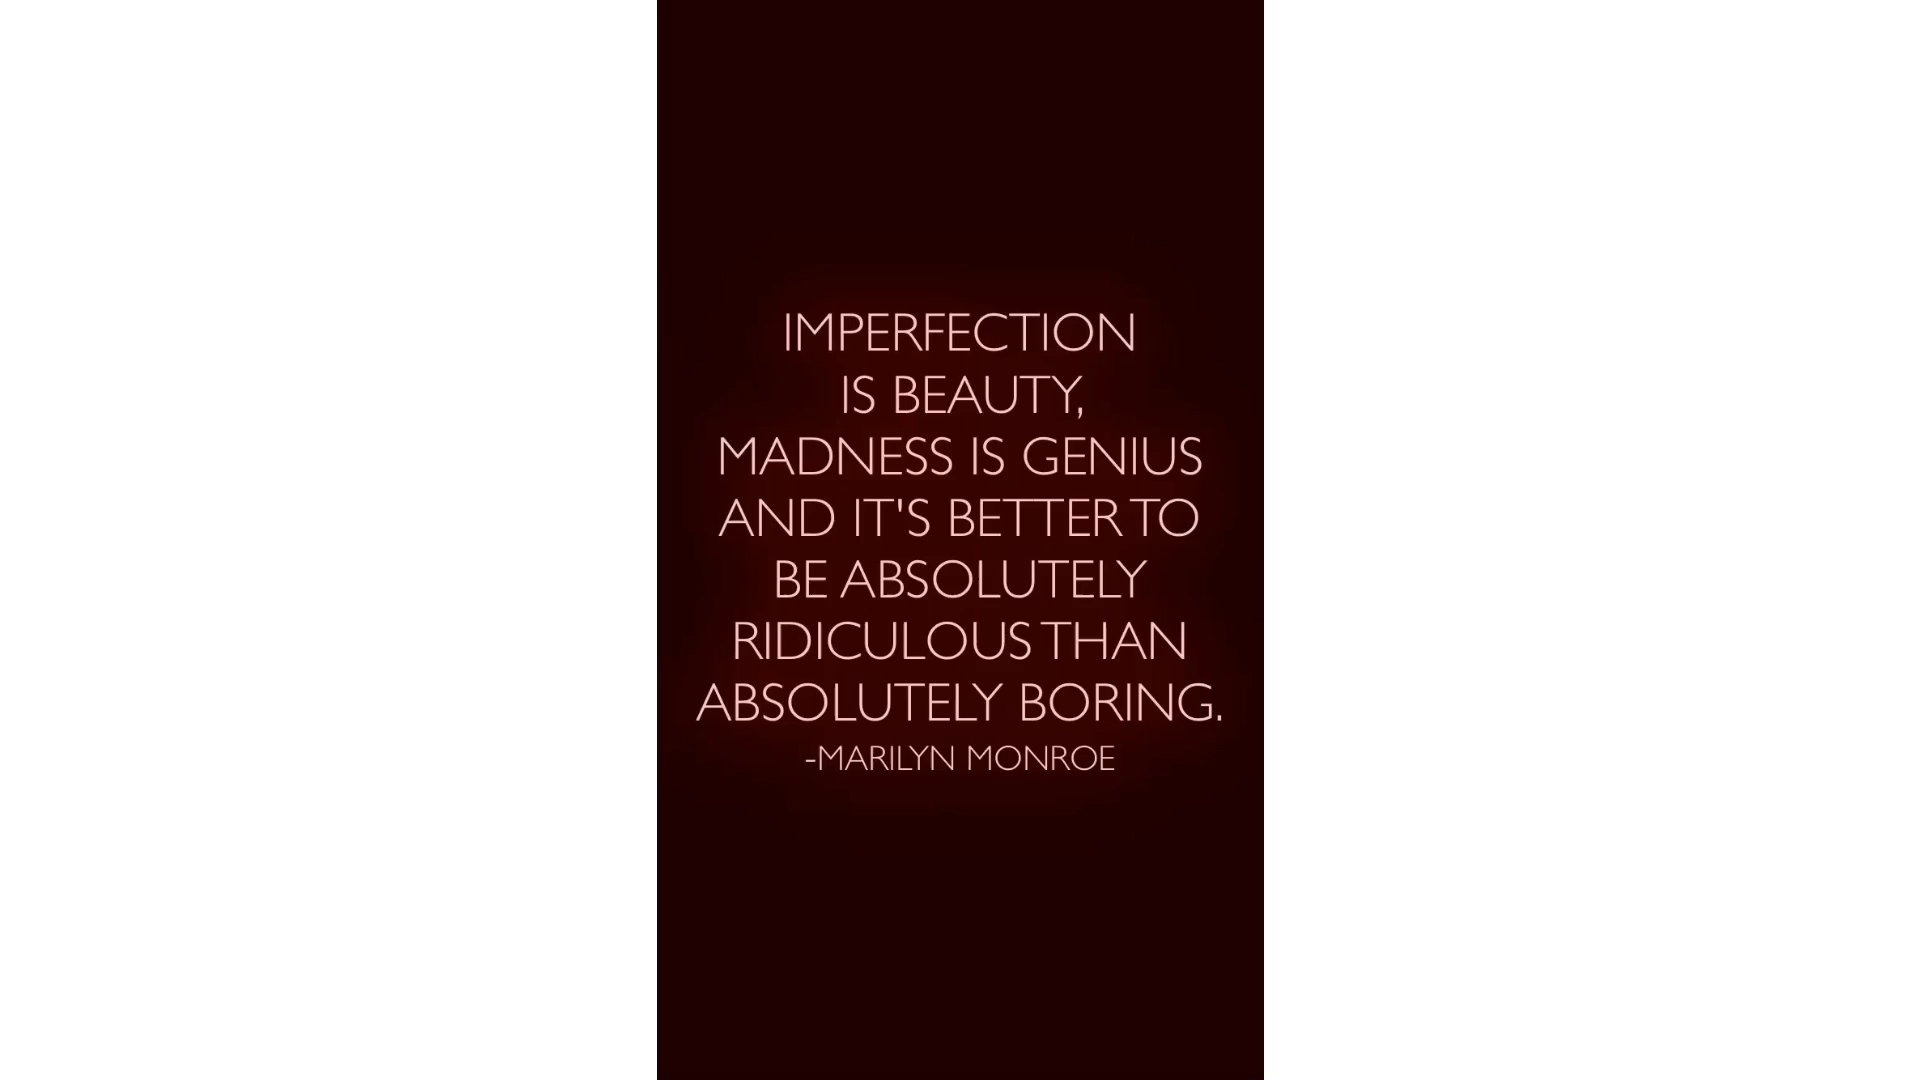 IMPERFECTION
IS BEAUTY,
MADNESS IS GENIUS
AND IT'S BETTER TO
BE ABSOLUTELY
RIDICULOUS THAN
ABSOLUTELY BORING.
-MARILYN MONROE